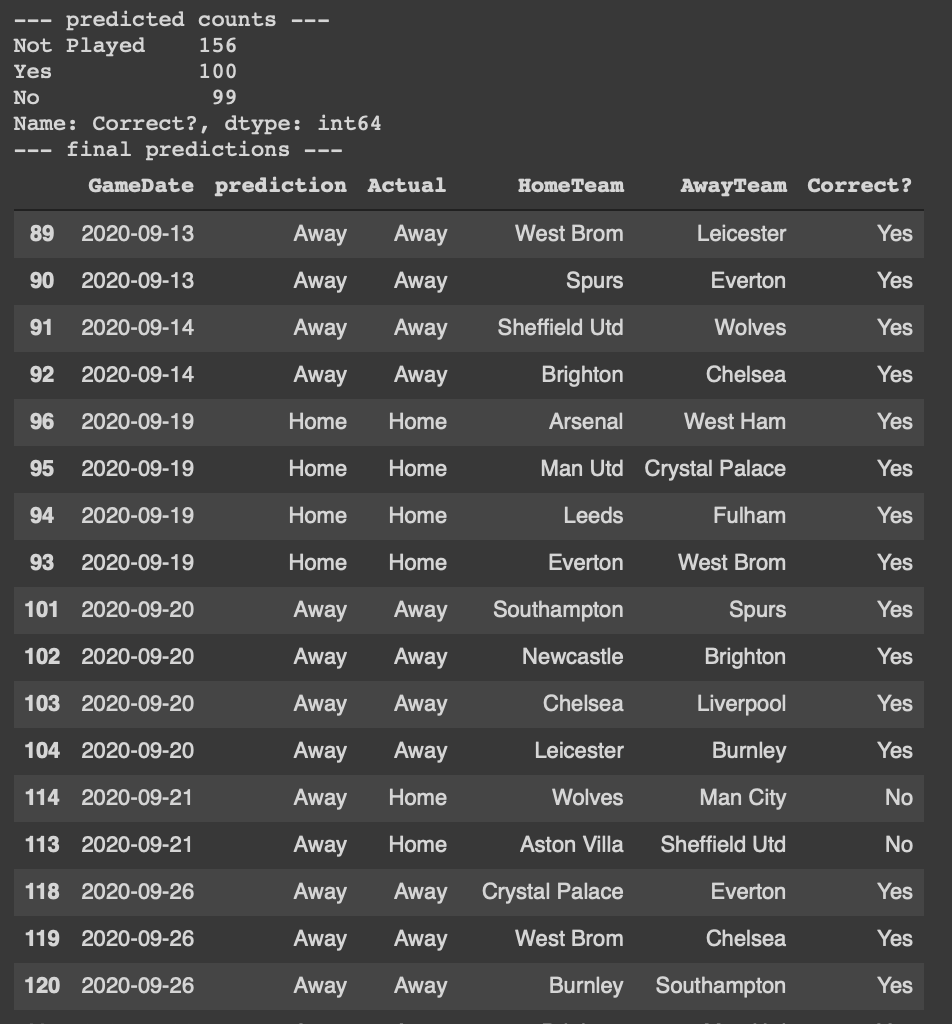 --- predicted counts ---
Not Played    156
Yes           100
No             99
Name: Correct?, dtype: int64
--- final predictions ---
GameDate prediction Actual HomeTeam AwayTeam Correct?
89 2020-09-13 Away Away West Brom Leicester Yes
90 2020-09-13 Away Away Spurs Everton Yes
91 2020-09-14 Away Away Sheffield Utd Wolves Yes
92 2020-09-14 Away Away Brighton Chelsea Yes
96 2020-09-19 Home Home Arsenal West Ham Yes
95 2020-09-19 Home Home Man Utd Crystal Palace Yes
94 2020-09-19 Home Home Leeds Fulham Yes
93 2020-09-19 Home Home Everton West Brom Yes
101 2020-09-20 Away Away Southampton Spurs Yes
102 2020-09-20 Away Away Newcastle Brighton Yes
103 2020-09-20 Away Away Chelsea Liverpool Yes
104 2020-09-20 Away Away Leicester Burnley Yes
114 2020-09-21 Away Home Wolves Man City No
113 2020-09-21 Away Home Aston Villa Sheffield Utd No
118 2020-09-26 Away Away Crystal Palace Everton Yes
119 2020-09-26 Away Away West Brom Chelsea Yes
120 2020-09-26 Away Away Burnley Southampton Yes